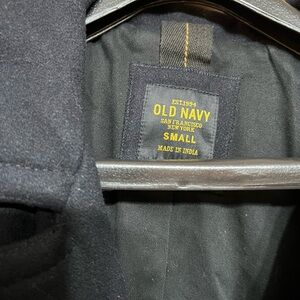 EST. 1994
OLD NAVY
SAN FRANCISCO
NEW YORK
SMALL
MADE IN INDIA